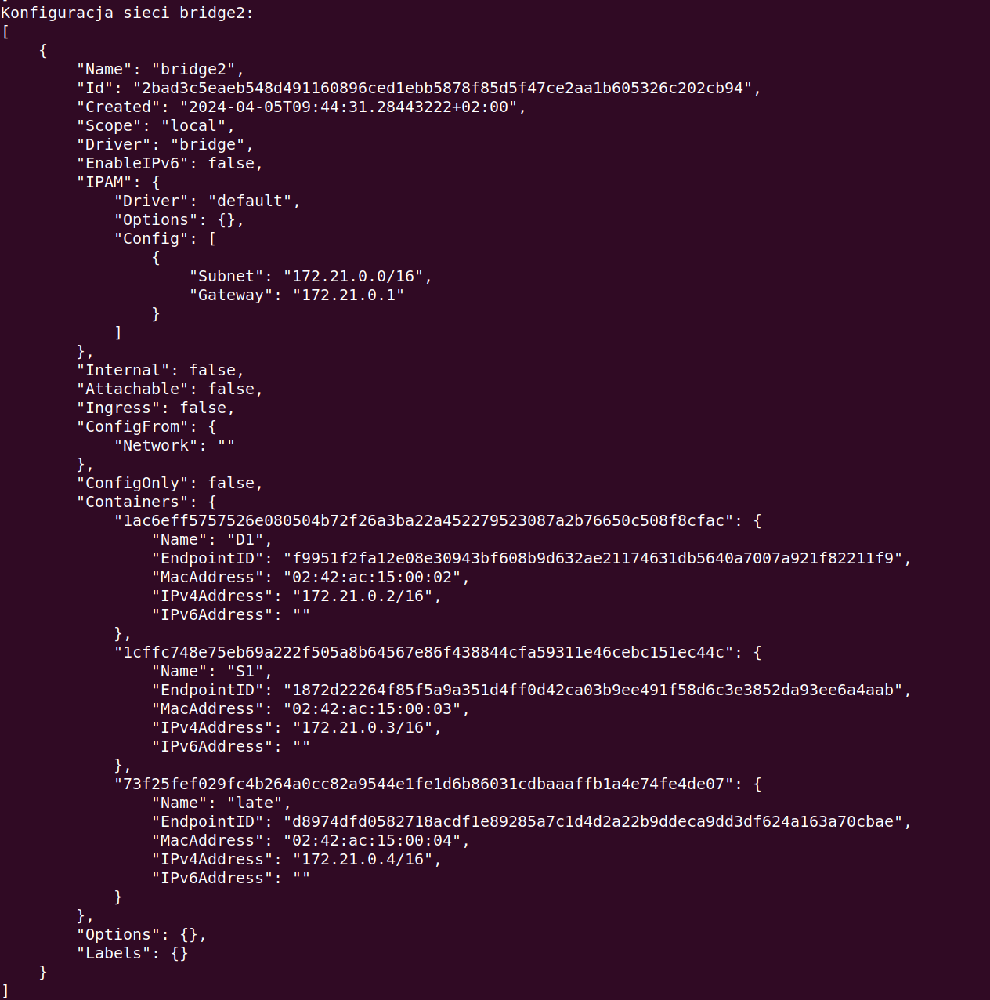 Konfiguracja sieci bridge2:
[
    {
        "Name": "bridge2",
        "Id": "2bad3c5eaeb548d491160896ced1ebb5878f85d5f47ce2aa1b605326c202cb94",
        "Created": "2024-04-05T09:44:31.28443222+02:00",
        "Scope": "local",
        "Driver": "bridge",
        "EnableIPv6": false,
        "IPAM": {
            "Driver": "default",
            "Options": {},
            "Config": [
                {
                    "Subnet": "172.21.0.0/16",
                    "Gateway": "172.21.0.1"
                }
            ]
        },
        "Internal": false,
        "Attachable": false,
        "Ingress": false,
        "ConfigFrom": {
            "Network": ""
        },
        "ConfigOnly": false,
        "Containers": {
            "1ac6eff5757526e080504b72f26a3ba22a452279523087a2b76650c508f8cfac": {
                "Name": "D1",
                "EndpointID": "f9951f2fa12e08e30943bf608b9d632ae21174631db5640a7007a921f82211f9",
                "MacAddress": "02:42:ac:15:00:02",
                "IPv4Address": "172.21.0.2/16",
                "IPv6Address": ""
            },
            "1cffc748e75eb69a222f505a8b64567e86f438844cfa59311e46cebc151ec44c": {
                "Name": "S1",
                "EndpointID": "1872d22264f85f5a9a351d4ff0d42ca03b9ee491f58d6c3e3852da93ee6a4aab",
                "MacAddress": "02:42:ac:15:00:03",
                "IPv4Address": "172.21.0.3/16",
                "IPv6Address": ""
            },
            "73f25fef029fc4b264a0cc82a9544e1fe1d6b86031cdbaaaffb1a4e74fe4de07": {
                "Name": "late",
                "EndpointID": "d8974dfd0582718acdf1e89285a7c1d4d2a22b9ddeca9dd3df624a163a70cbae",
                "MacAddress": "02:42:ac:15:00:04",
                "IPv4Address": "172.21.0.4/16",
                "IPv6Address": ""
            }
        },
        "Options": {},
        "Labels": {}
    }
]